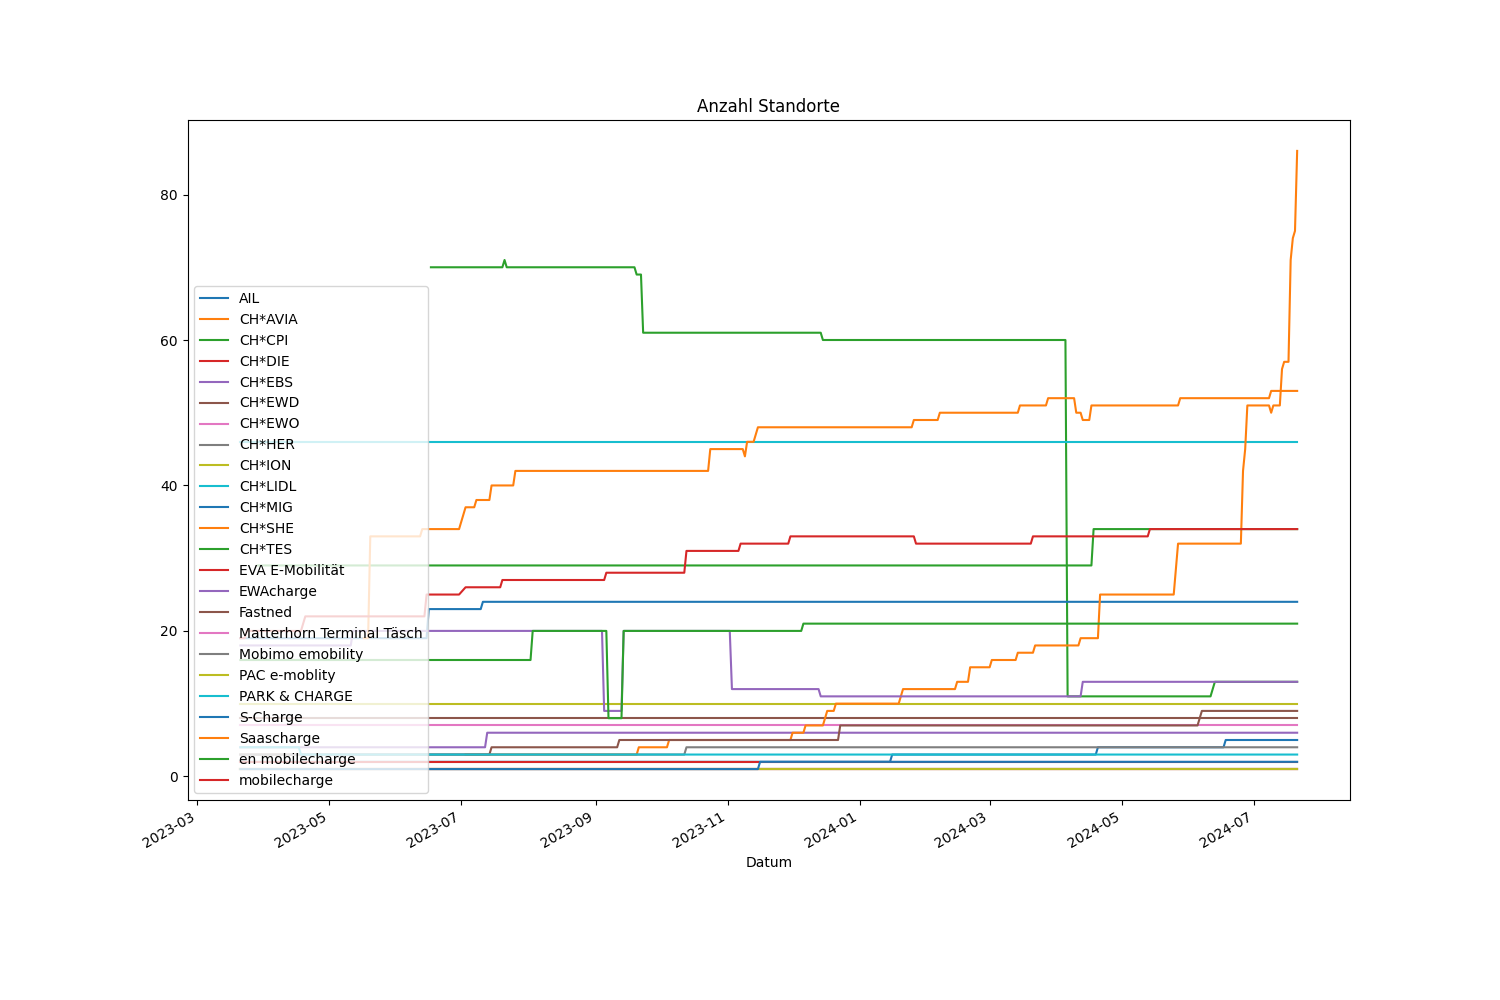 Anzahl Standorte
80
60
40
20
0
AIL
CH*AVIA
CH*CPI
CH*DIE
CH*EBS
CH*EWD
CH*EWO
CH*HER
CH*ION
CH*LIDL
CH*MIG
CH*SHE
CH*TES
EVA E-Mobilität
EWAcharge
Fastned
Matterhorn Terminal Täsch
Mobimo emobility
PAC e-moblity
PARK & CHARGE
S-Charge
Saascharge
en mobilecharge
mobilecharge
2023-03
2023-05
2023-07
2023-09
2023-11
2024-01
2024-03
2024-05
2024-07
Datum